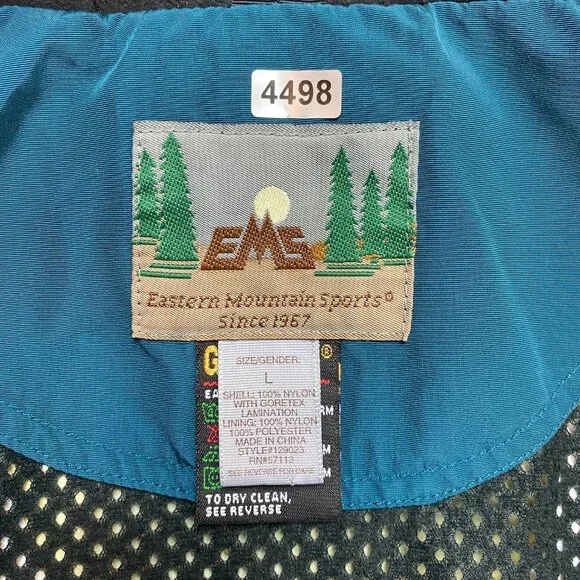 4498
EMS
Eastern Mountain Sports®
Since 1967
G ®
SIZE/GENDER:
L
SHELL: 100% NYLON
WITH GORETEX
LAMINATION
LINING: 100% NYLON
100% POLYESTER
MADE IN CHINA
STYLE#129023
RN#57113
SEE REVERSE FOR CARE
TO DRY CLEAN,
SEE REVERSE